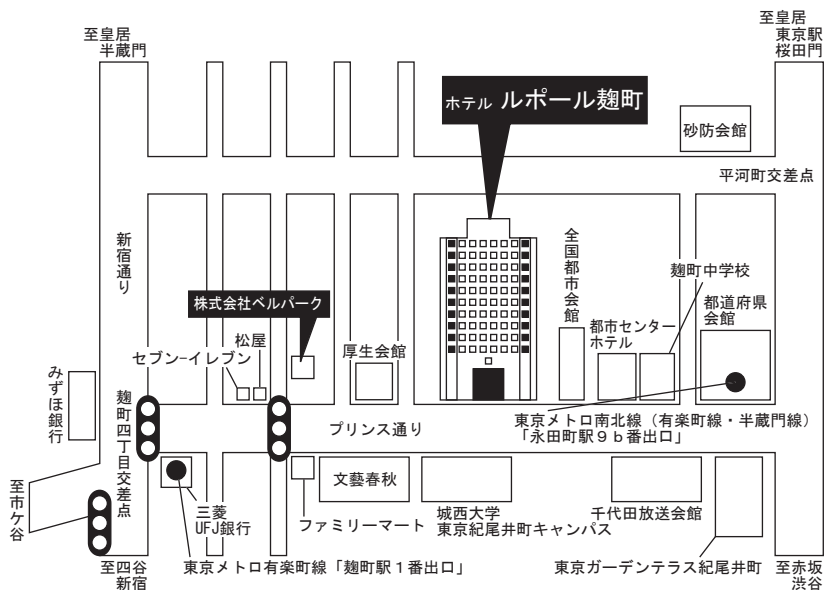 至皇居
半蔵門
至皇居
東京駅
桜田門
ホテル ルポール麹町
砂防会館
平河町交差点
新宿通り
全国都市会館
麹町中学校
株式会社ベルパーク
都道府県
会館
都市センター
ホテル
松屋
セブン-イレブン
厚生会館
みずほ銀行
麹町四丁目交差点
プリンス通り
東京メトロ南北線(有楽町線・半蔵門線)
「永田町駅9b番出口」
至市ケ谷
文藝春秋
三菱
UFJ銀行
ファミリーマート
城西大学
東京紀尾井町キャンパス
千代田放送会館
至四谷
新宿
東京メトロ有楽町線「麹町駅1番出口」
東京ガーデンテラス紀尾井町
至赤坂
渋谷